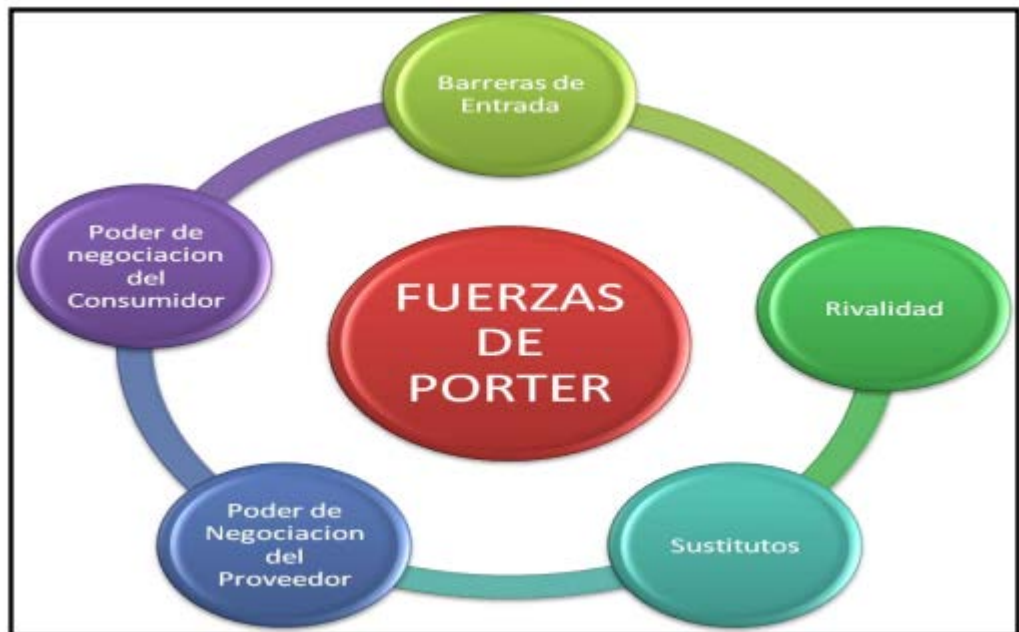 Barreras de
Entrada
Poder de
negociacion
del
Consumidor
Rivalidad
FUERZAS
DE
PORTER
Poder de
Negociacion
del
Proveedor
Sustitutos